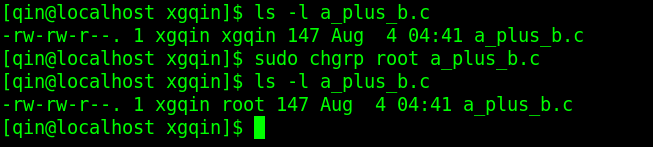 [qin@localhost xgqin]$ ls -l a_plus_b.c
-rw-rw-r--. 1 xgqin xgqin 147 Aug  4 04:41 a_plus_b.c
[qin@localhost xgqin]$ sudo chgrp root a_plus_b.c
[qin@localhost xgqin]$ ls -l a_plus_b.c
-rw-rw-r--. 1 xgqin root 147 Aug  4 04:41 a_plus_b.c
[qin@localhost xgqin]$